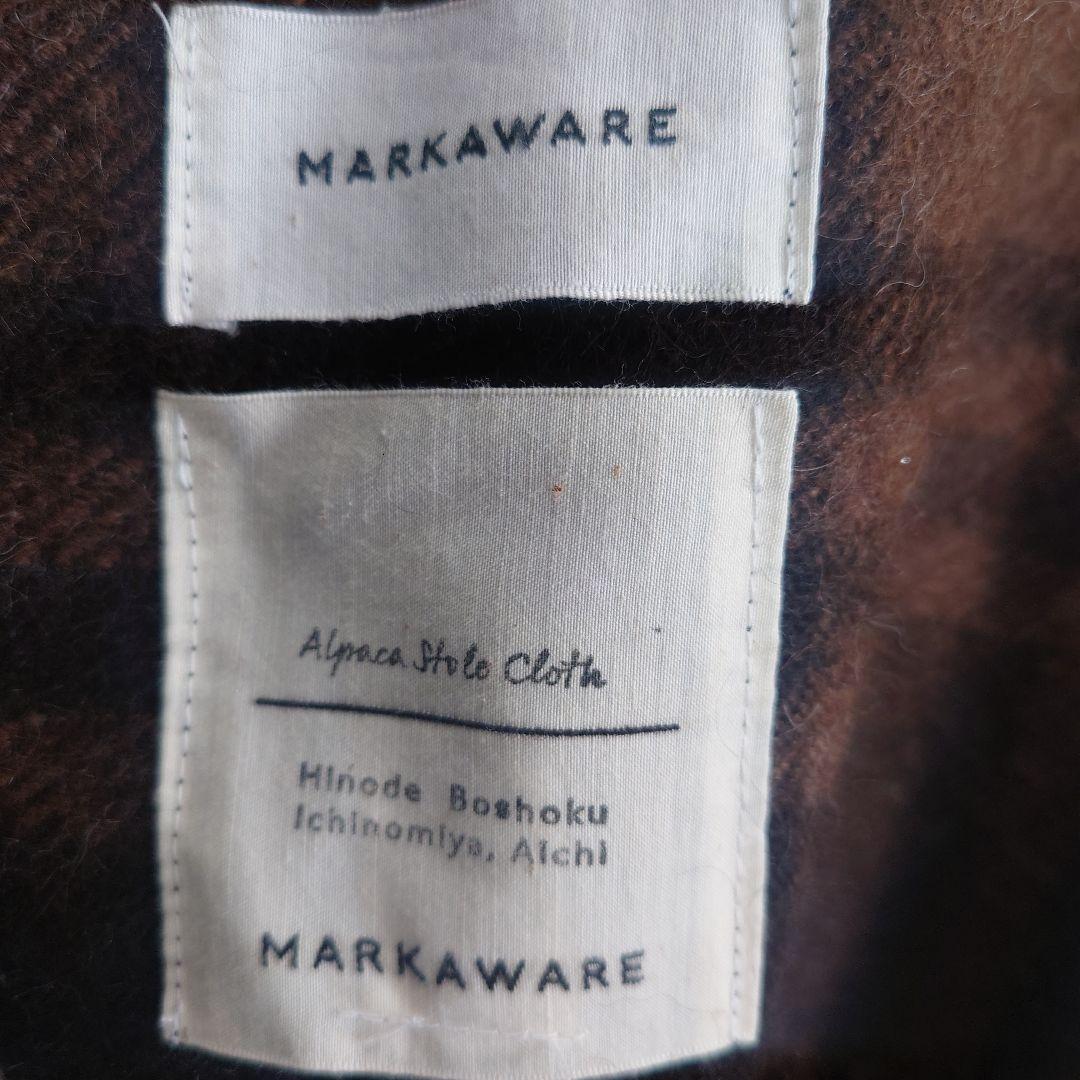 MARKAWARE
Alpaca Stole Cloth
Hinode Boshoku
Ichinomiya, Aichi
MARKAWARE